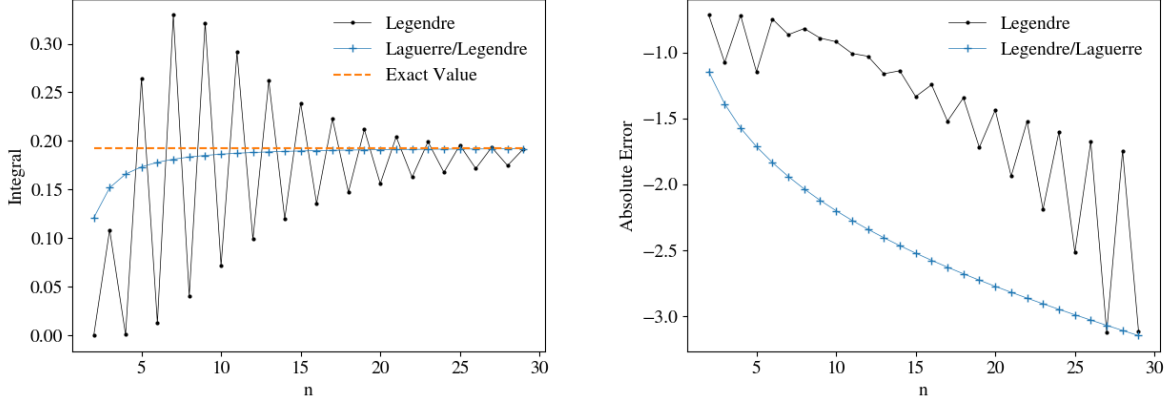 Legendre
Laguerre/Legendre
Exact Value
0.30
0.25
0.20
0.15
0.10
0.05
0.00
Integral
5
10
15
20
25
30
n
Legendre
Legendre/Laguerre
−1.0
−1.5
−2.0
−2.5
−3.0
Absolute Error
5
10
15
20
25
30
n